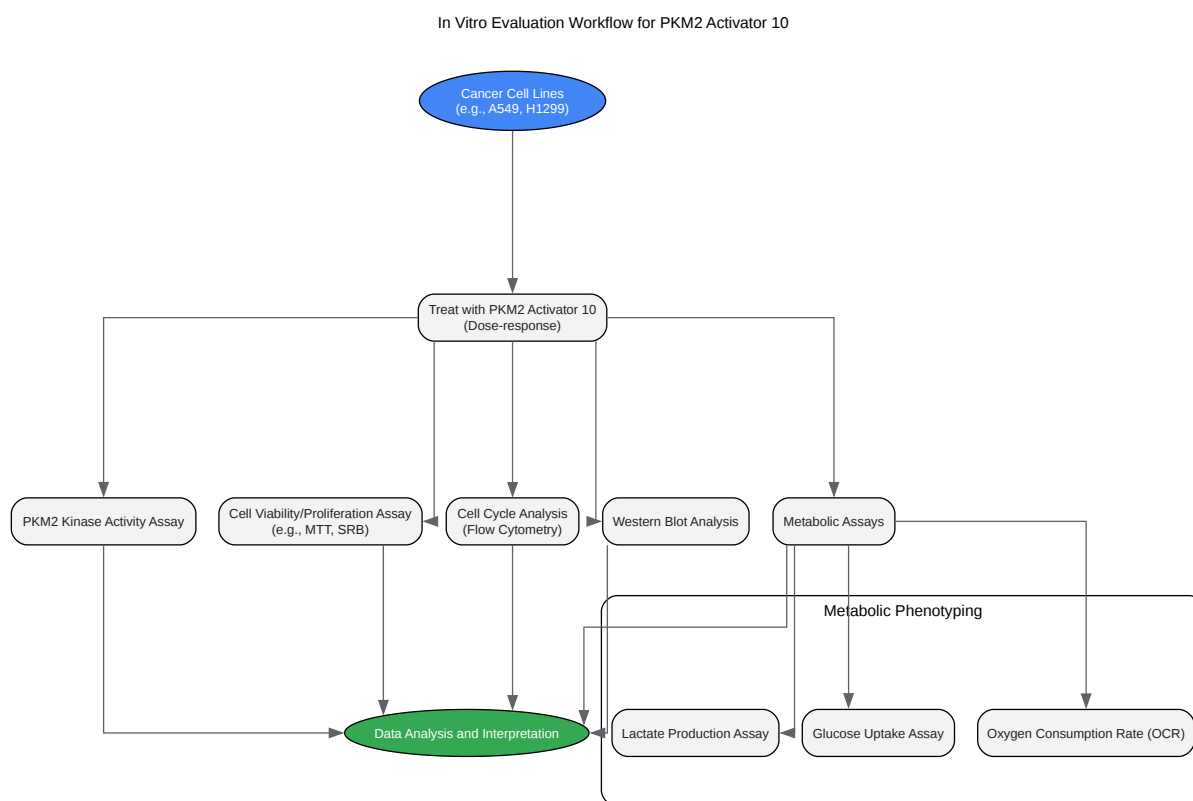 In Vitro Evaluation Workflow for PKM2 Activator 10
Cancer Cell Lines
(e.g., A549, H1299)
Treat with PKM2 Activator 10
(Dose-response)
PKM2 Kinase Activity Assay
Cell Viability/Proliferation Assay
(e.g., MTT, SRB)
Cell Cycle Analysis
(Flow Cytometry)
Western Blot Analysis
Metabolic Assays
Metabolic Phenotyping
Data Analysis and Interpretation
Lactate Production Assay
Glucose Uptake Assay
Oxygen Consumption Rate (OCR)